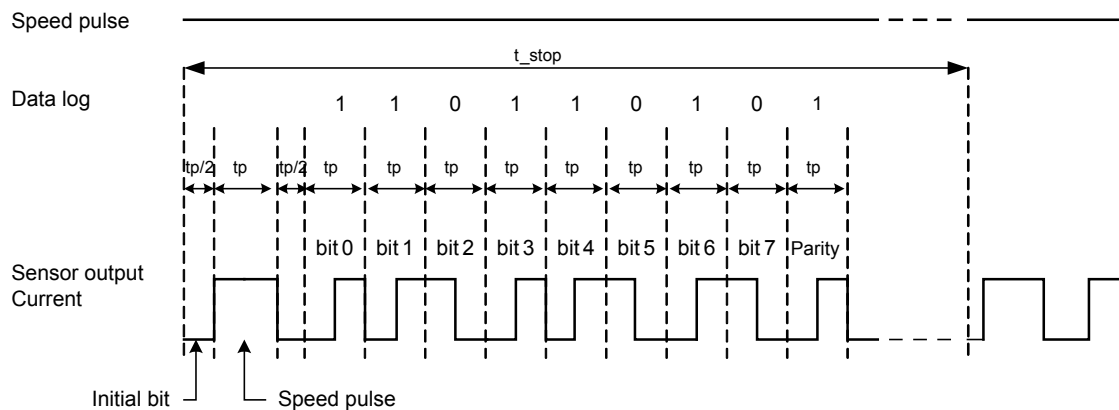 Speed pulse
t_stop
Data log 1 1 0 1 1 0 1 0 1
tp/2 tp tp/2 tp tp tp tp tp tp tp tp tp
bit 0 bit 1 bit 2 bit 3 bit 4 bit 5 bit 6 bit 7 Parity
Sensor output
Current
Initial bit Speed pulse